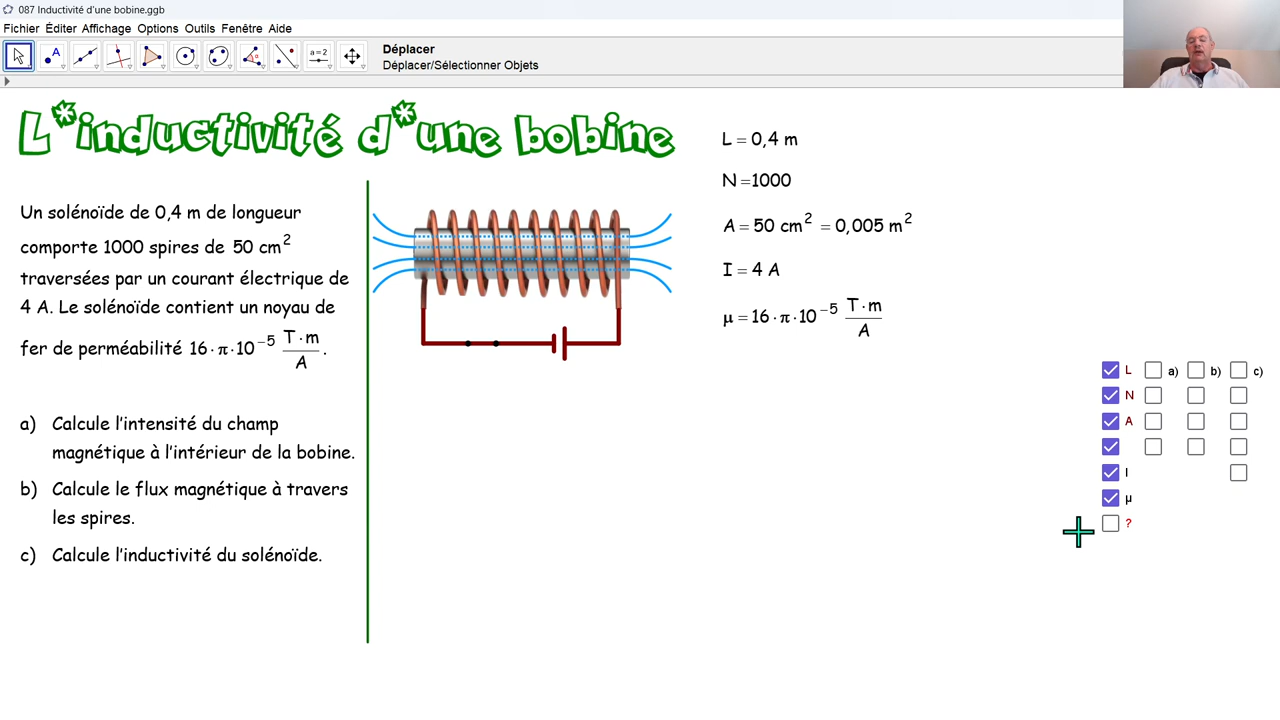 087 Inductivité d'une bobine.ggb
Fichier Éditer Affichage Options Outils Fenêtre Aide
A
a=2
Déplacer
Déplacer/Sélectionner Objets
L*inductivité d*une bobine
Un solénoïde de 0,4 m de longueur
comporte 1000 spires de 50 cm²
traversées par un courant électrique de
4 A. Le solénoïde contient un noyau de
fer de perméabilité 16·π·10⁻⁵ T·m/A.
a) Calcule l'intensité du champ
magnétique à l'intérieur de la bobine.
b) Calcule le flux magnétique à travers
les spires.
c) Calcule l'inductivité du solénoïde.
L = 0,4 m
N =1000
A = 50 cm² = 0,005 m²
I = 4 A
μ = 16·π·10⁻⁵ T·m/A
L a) b) c)
N
A
I
μ
?